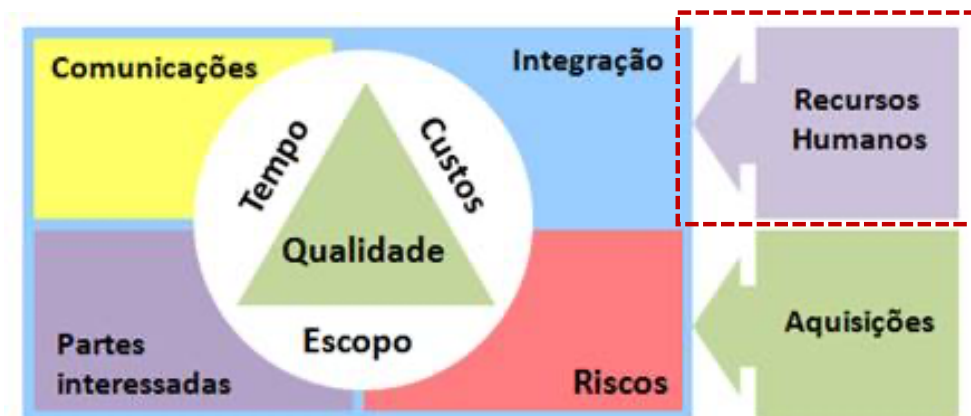 Comunicações
Integração
Recursos
Humanos
Tempo
Custos
Qualidade
Escopo
Partes
interessadas
Riscos
Aquisições